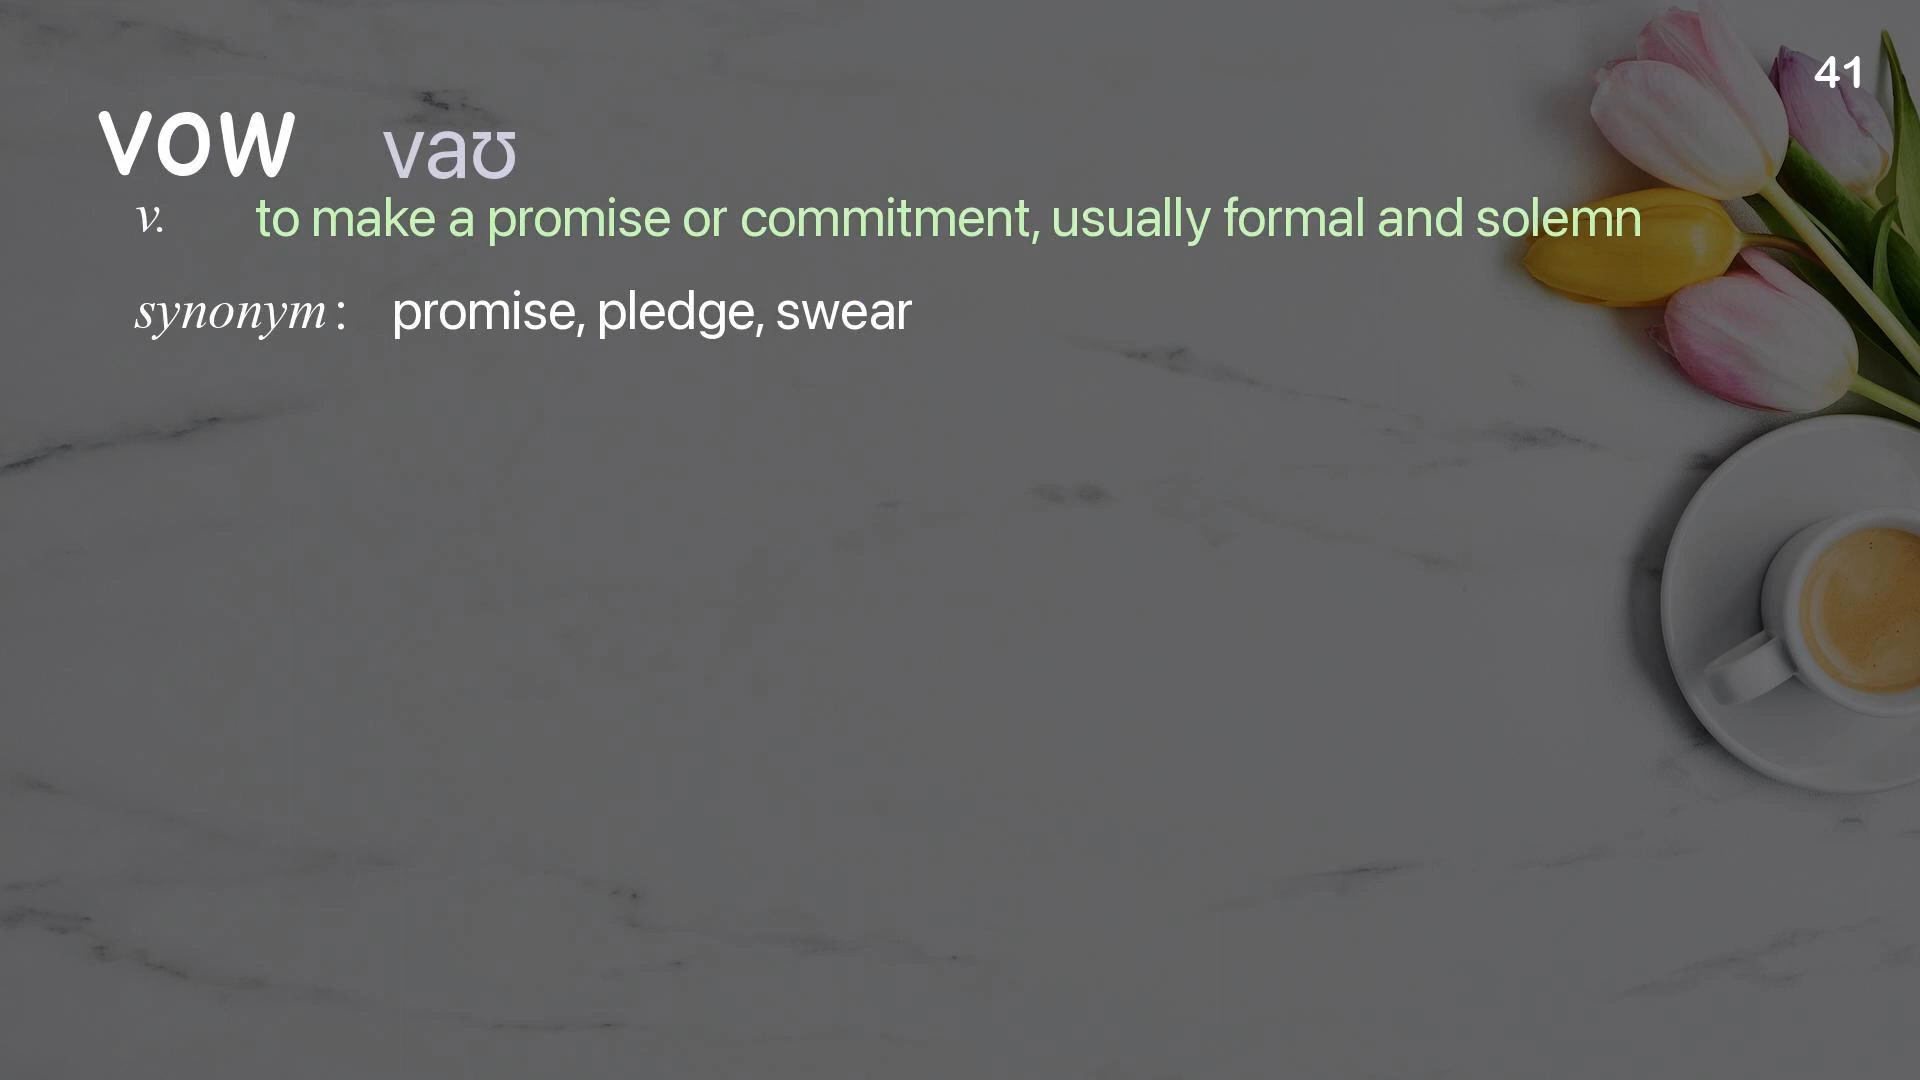 41
vow vaʊ
v. to make a promise or commitment, usually formal and solemn
synonym: promise, pledge, swear